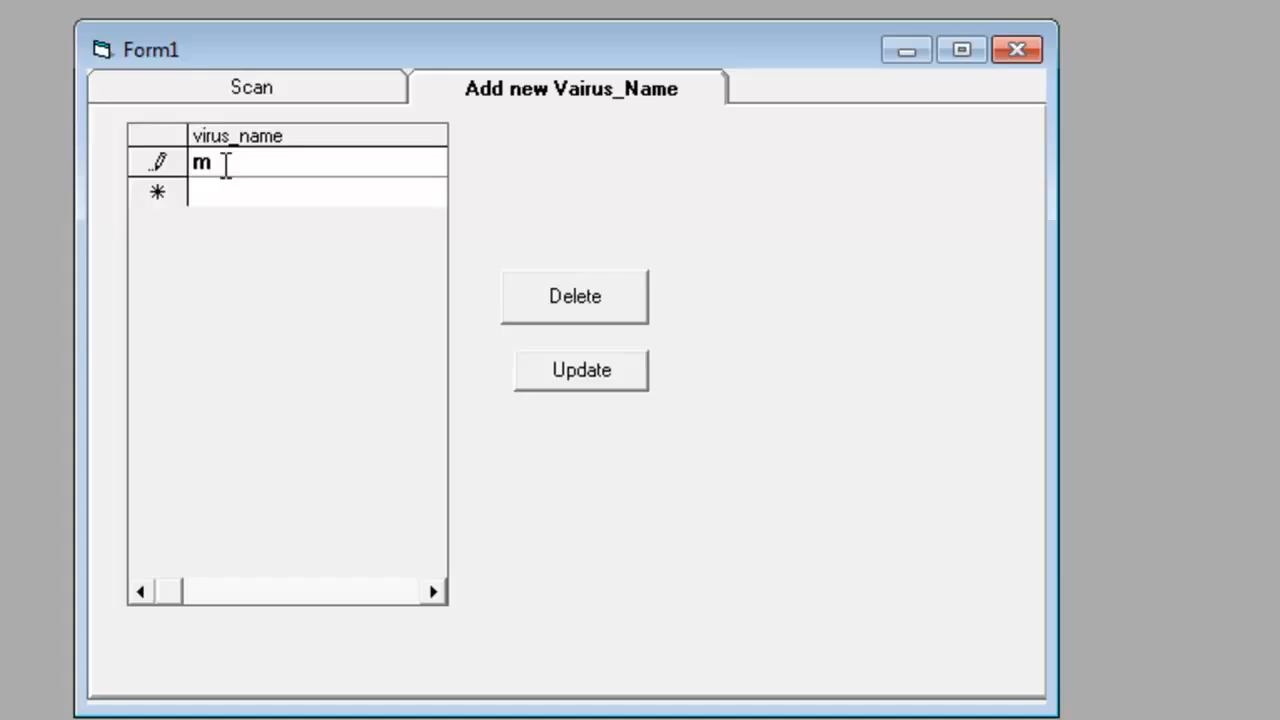 Form1
Scan
Add new Vairus_Name
virus_name
m
Delete
Update